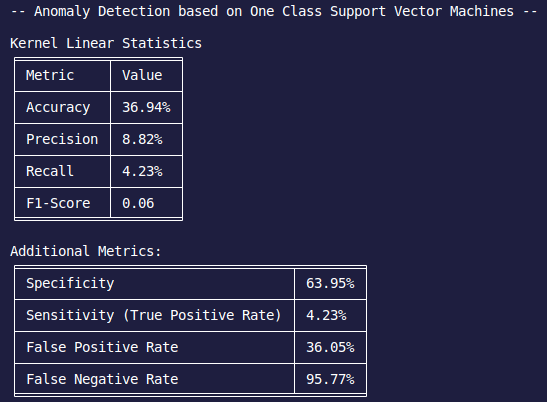 -- Anomaly Detection based on One Class Support Vector Machines --
Kernel Linear Statistics
Metric Value
Accuracy 36.94%
Precision 8.82%
Recall 4.23%
F1-Score 0.06
Additional Metrics:
Specificity 63.95%
Sensitivity (True Positive Rate) 4.23%
False Positive Rate 36.05%
False Negative Rate 95.77%